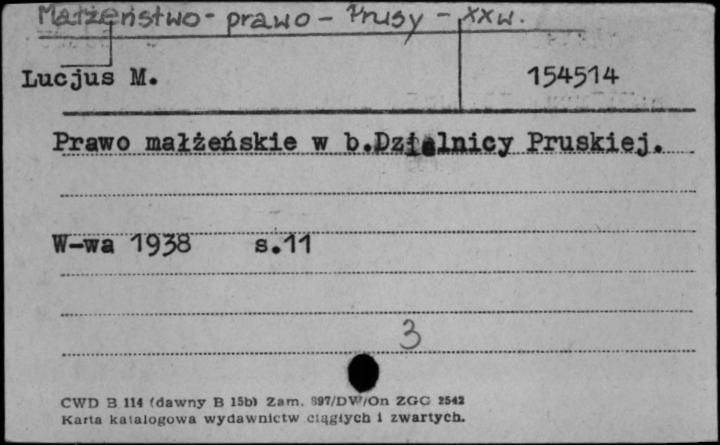 Małżeństwo - prawo - Prusy - XX w.
Lucjus M. 154514
Prawo małżeńskie w b.Dzielnicy Pruskiej.
W-wa 1938 s.11
3
CWD B 114 (dawny B 15b) Zam. 897/DW/On ZGC 2542
Karta katalogowa wydawnictw ciągłych i zwartych.